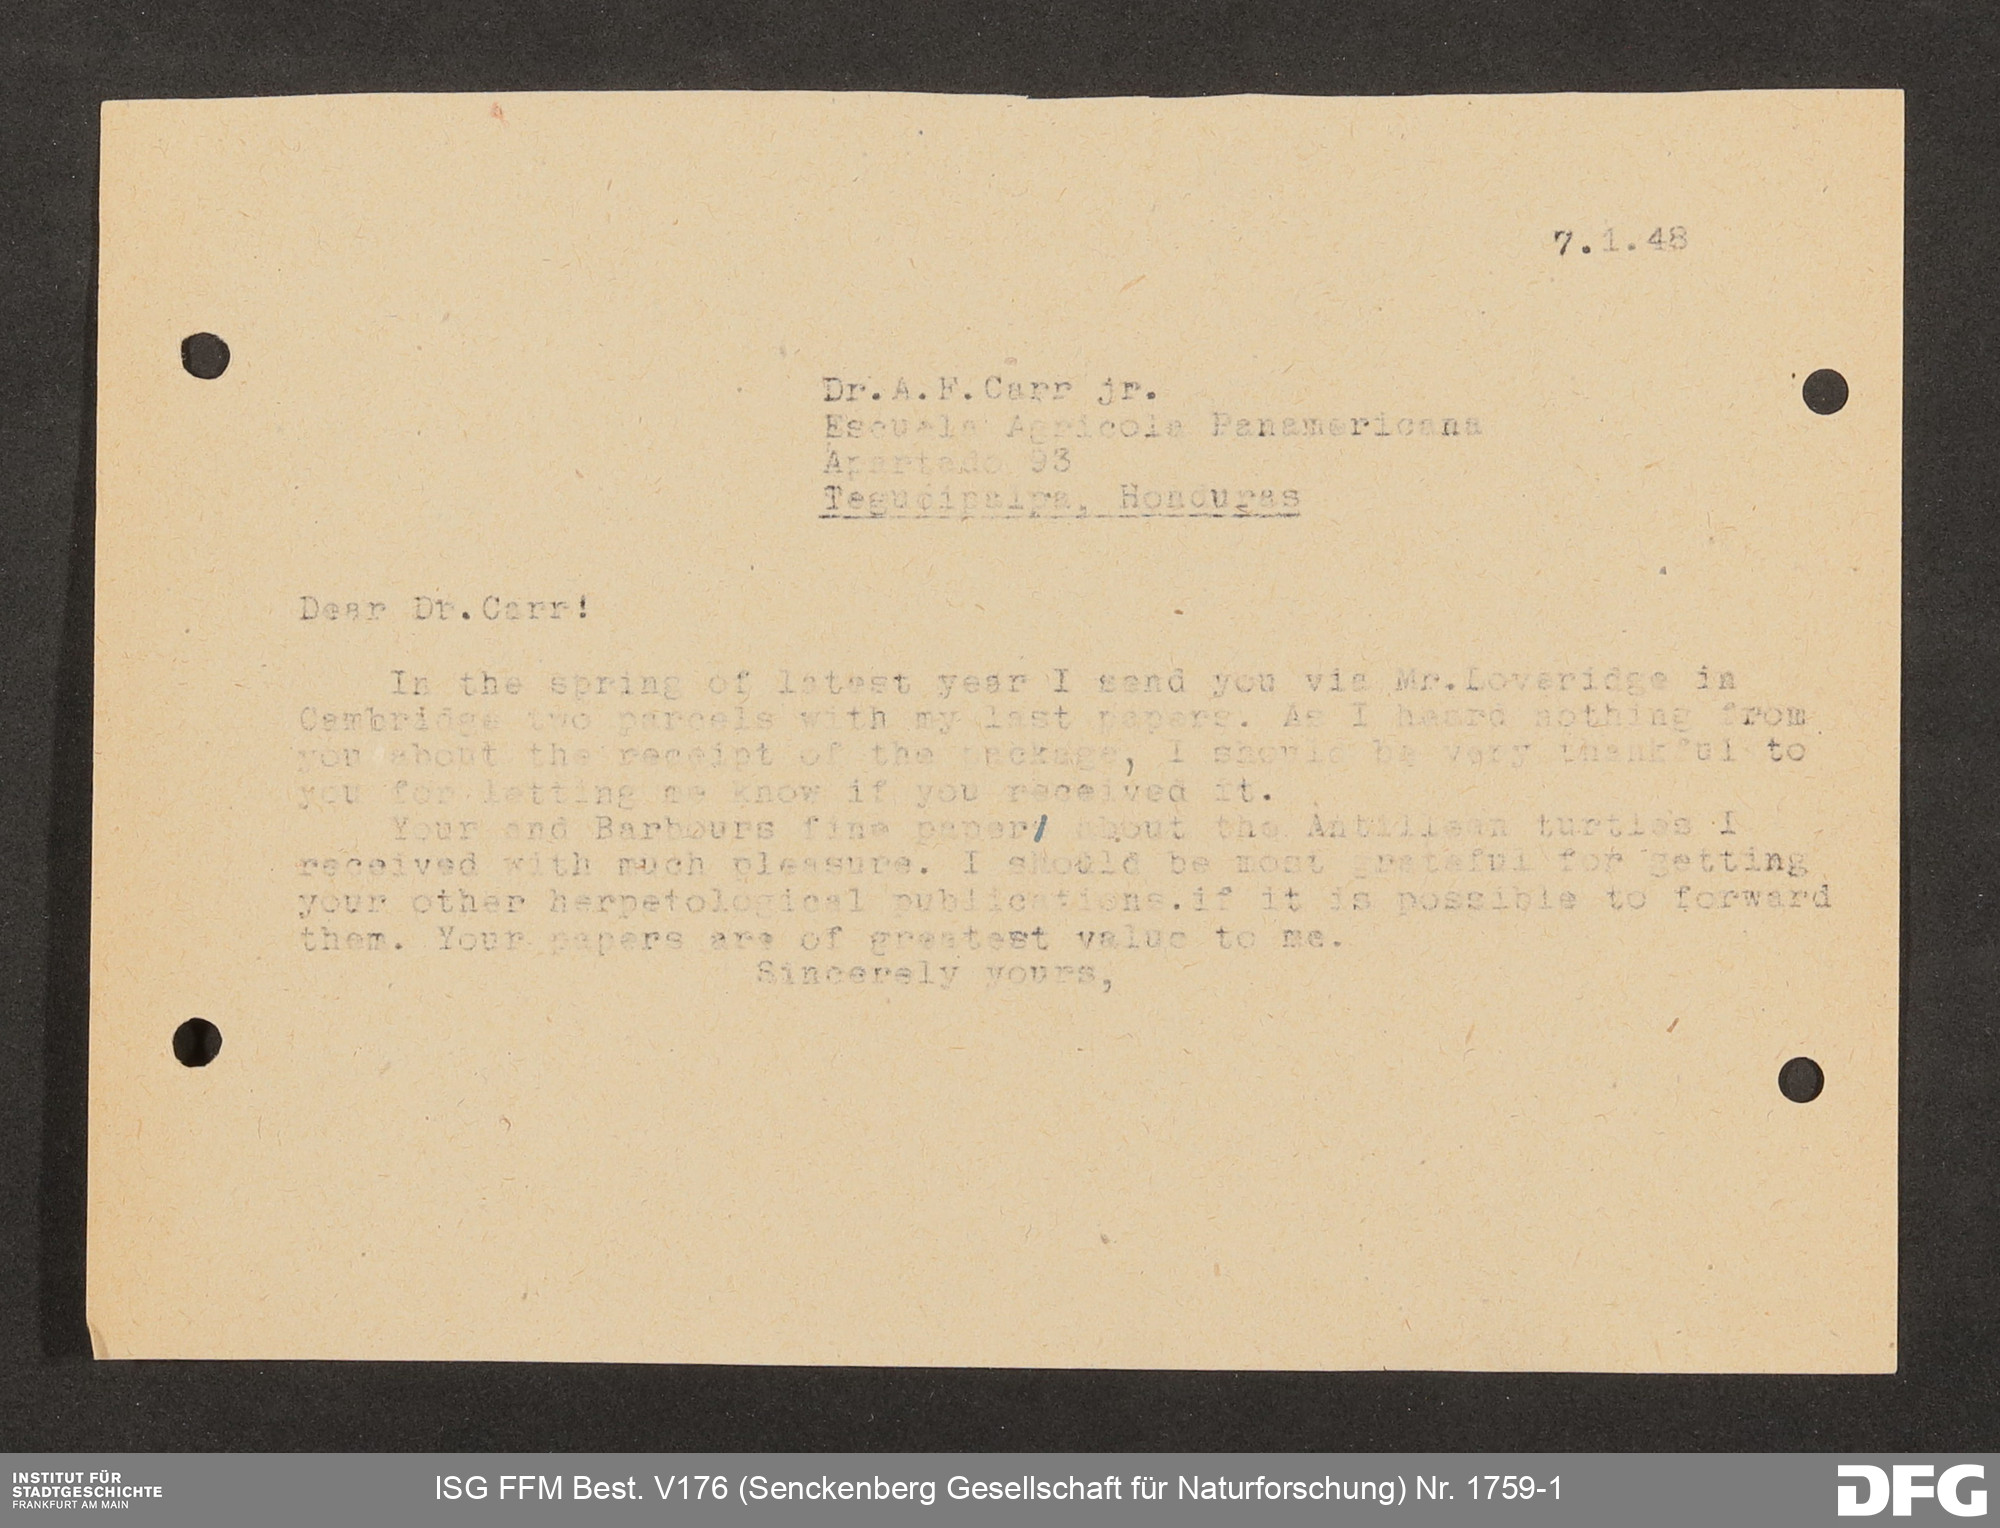 7.1.48
Dr.A.F.Carr jr.
Escuela Agricola Panamericana
Apartado 93
Tegucipalpa, Honduras
Dear Dr.Carr!
In the spring of latest year I send you via Mr.Loveridge in
Cambridge two parcels with my last papers. As I heard nothing from
you about the receipt of the package, I should be very thankful to
you for letting me know if you received it.
Your and Barbours fine paper about the Antillean turtles I
received with much pleasure. I should be most grateful for getting
your other herpetological publications.if it is possible to forward
them. Your papers are of greatest value to me.
Sincerely yours,
INSTITUT FÜR
STADTGESCHICHTE
FRANKFURT AM MAIN
ISG FFM Best. V176 (Senckenberg Gesellschaft für Naturforschung) Nr. 1759-1
DFG